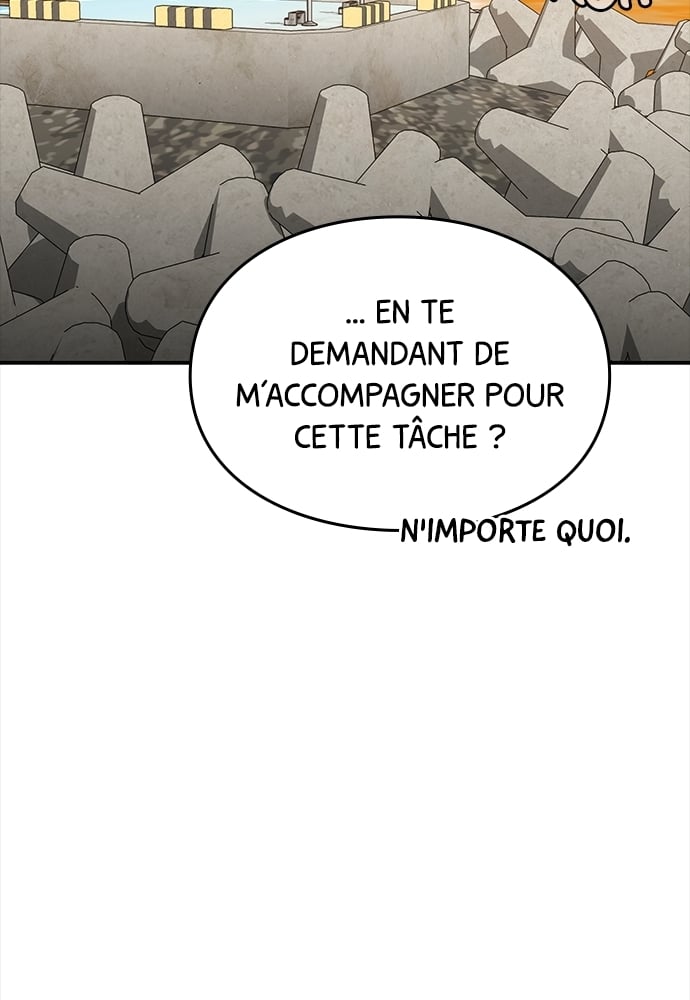 ... EN TE
DEMANDANT DE
M'ACCOMPAGNER POUR
CETTE TÂCHE ?
N'IMPORTE QUOI.